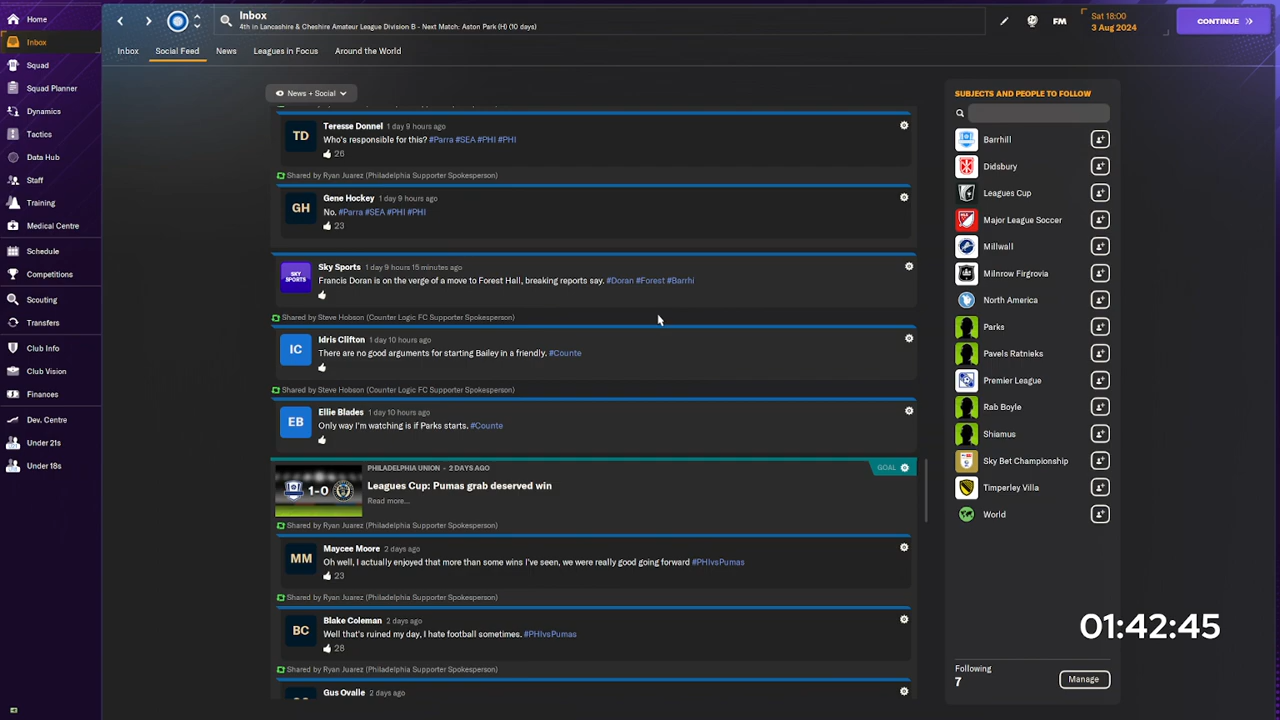 Home
Inbox
Squad
Squad Planner
Dynamics
Tactics
Data Hub
Staff
Training
Medical Centre
Schedule
Competitions
Scouting
Transfers
Club Info
Club Vision
Finances
Dev. Centre
Under 21s
Under 18s
Inbox
4th in Lancashire & Cheshire Amateur League Division B - Next Match: Aston Park (H) (10 days)
FM
Sat 18:00
3 Aug 2024
CONTINUE
Inbox
Social Feed
News
Leagues in Focus
Around the World
News + Social
TD
Teresse Donnel 1 day 9 hours ago
Who's responsible for this? #Parra #SEA #PHI #PHI
26
Shared by Ryan Juarez (Philadelphia Supporter Spokesperson)
GH
Gene Hockey 1 day 9 hours ago
No. #Parra #SEA #PHI #PHI
23
SKY SPORTS
Sky Sports 1 day 9 hours 15 minutes ago
Francis Doran is on the verge of a move to Forest Hall, breaking reports say. #Doran #Forest #Barrhi
Shared by Steve Hobson (Counter Logic FC Supporter Spokesperson)
IC
Idris Clifton 1 day 10 hours ago
There are no good arguments for starting Bailey in a friendly. #Counte
Shared by Steve Hobson (Counter Logic FC Supporter Spokesperson)
EB
Ellie Blades 1 day 10 hours ago
Only way I'm watching is if Parks starts. #Counte
1-0
PHILADELPHIA UNION - 2 DAYS AGO
GOAL
Leagues Cup: Pumas grab deserved win
Read more...
Shared by Ryan Juarez (Philadelphia Supporter Spokesperson)
MM
Maycee Moore 2 days ago
Oh well, I actually enjoyed that more than some wins I've seen, we were really good going forward #PHIvsPumas
23
Shared by Ryan Juarez (Philadelphia Supporter Spokesperson)
BC
Blake Coleman 2 days ago
Well that's ruined my day, I hate football sometimes. #PHIvsPumas
28
Shared by Ryan Juarez (Philadelphia Supporter Spokesperson)
Gus Ovalle 2 days ago
SUBJECTS AND PEOPLE TO FOLLOW
Barrhill
Didsbury
Leagues Cup
Major League Soccer
Millwall
Milnrow Firgrovia
North America
Parks
Pavels Ratnieks
Premier League
Rab Boyle
Shiamus
Sky Bet Championship
Timperley Villa
World
01:42:45
Following
7
Manage